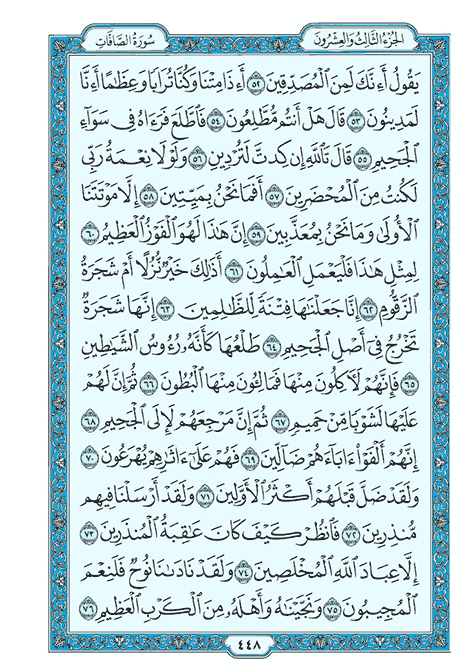 الجزء الثالث والعشرون
سورة الصافات
يَقُولُ أَءِنَّكَ لَمِنَ ٱلْمُصَدِّقِينَ ٥٢ أَءِذَا مِتْنَا وَكُنَّا تُرَابًا وَعِظَٰمًا أَءِنَّا
لَمَدِينُونَ ٥٣ قَالَ هَلْ أَنتُم مُّطَّلِعُونَ ٥٤ فَٱطَّلَعَ فَرَءَاهُ فِى سَوَآءِ
ٱلْجَحِيمِ ٥٥ قَالَ تَٱللَّهِ إِن كِدتَّ لَتُرْدِينِ ٥٦ وَلَوْلَا نِعْمَةُ رَبِّى
لَكُنتُ مِنَ ٱلْمُحْضَرِينَ ٥٧ أَفَمَا نَحْنُ بِمَيِّتِينَ ٥٨ إِلَّا مَوْتَتَنَا
ٱلْأُولَىٰ وَمَا نَحْنُ بِمُعَذَّبِينَ ٥٩ إِنَّ هَٰذَا لَهُوَ ٱلْفَوْزُ ٱلْعَظِيمُ ٦٠
لِمِثْلِ هَٰذَا فَلْيَعْمَلِ ٱلْعَٰمِلُونَ ٦١ أَذَٰلِكَ خَيْرٌ نُّزُلًا أَمْ شَجَرَةُ
ٱلزَّقُّومِ ٦٢ إِنَّا جَعَلْنَٰهَا فِتْنَةً لِّلظَّٰلِمِينَ ٦٣ إِنَّهَا شَجَرَةٌ
تَخْرُجُ فِىٓ أَصْلِ ٱلْجَحِيمِ ٦٤ طَلْعُهَا كَأَنَّهُۥ رُءُوسُ ٱلشَّيَٰطِينِ
٦٥ فَإِنَّهُمْ لَءَاكِلُونَ مِنْهَا فَمَالِـُٔونَ مِنْهَا ٱلْبُطُونَ ٦٦ ثُمَّ إِنَّ لَهُمْ
عَلَيْهَا لَشَوْبًا مِّنْ حَمِيمٍ ٦٧ ثُمَّ إِنَّ مَرْجِعَهُمْ لَإِلَى ٱلْجَحِيمِ ٦٨
إِنَّهُمْ أَلْفَوْا۟ ءَابَآءَهُمْ ضَآلِّينَ ٦٩ فَهُمْ عَلَىٰٓ ءَاثَٰرِهِمْ يُهْرَعُونَ ٧٠
وَلَقَدْ ضَلَّ قَبْلَهُمْ أَكْثَرُ ٱلْأَوَّلِينَ ٧١ وَلَقَدْ أَرْسَلْنَا فِيهِم
مُّنذِرِينَ ٧٢ فَٱنظُرْ كَيْفَ كَانَ عَٰقِبَةُ ٱلْمُنذَرِينَ ٧٣
إِلَّا عِبَادَ ٱللَّهِ ٱلْمُخْلَصِينَ ٧٤ وَلَقَدْ نَادَىٰنَا نُوحٌ فَلَنِعْمَ
ٱلْمُجِيبُونَ ٧٥ وَنَجَّيْنَٰهُ وَأَهْلَهُۥ مِنَ ٱلْكَرْبِ ٱلْعَظِيمِ ٧٦
٤٤٨